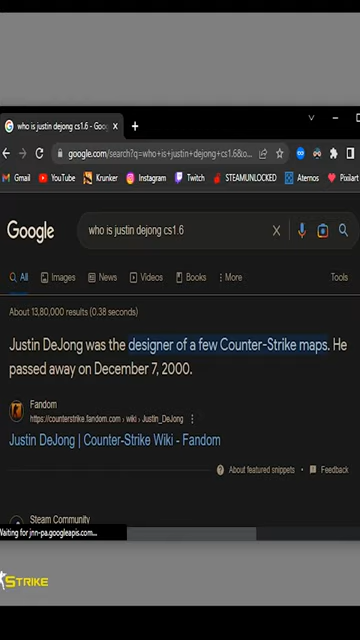 who is justin dejong cs1.6 - Goo
google.com/search?q=who+is+justin+dejong+cs1.6&lo...
Gmail YouTube Krunker Instagram Twitch STEAMUNLOCKED Aternos Pixilart
Google who is justin dejong cs1.6
All Images News Videos Books More Tools
About 13,80,000 results (0.38 seconds)
Justin DeJong was the designer of a few Counter-Strike maps. He
passed away on December 7, 2000.
Fandom
https://counterstrike.fandom.com › wiki › Justin_DeJong
Justin DeJong | Counter-Strike Wiki - Fandom
About featured snippets Feedback
Steam Community
Waiting for jnn-pa.googleapis.com...
STRIKE